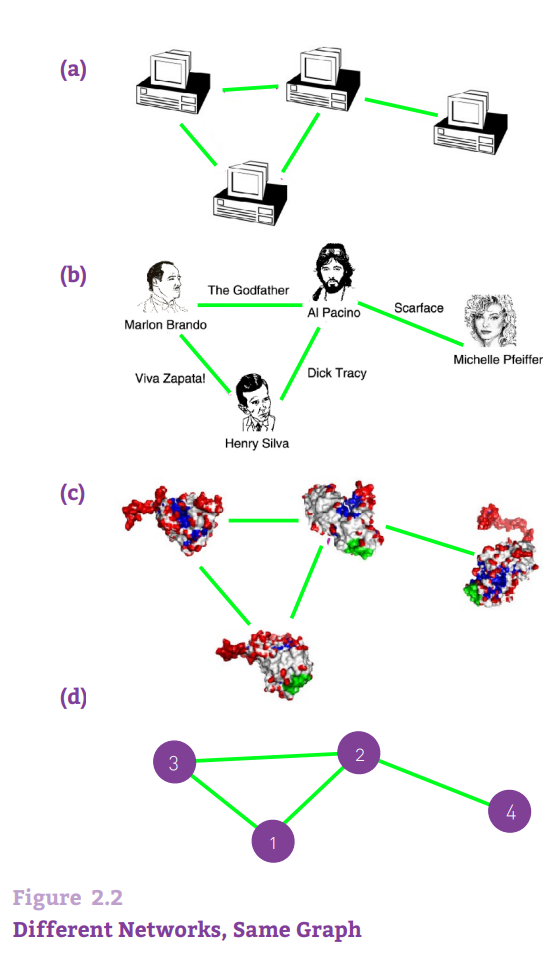 (a)
(b)
The Godfather
Marlon Brando
Al Pacino
Scarface
Michelle Pfeiffer
Viva Zapata!
Dick Tracy
Henry Silva
(c)
(d)
3
2
4
1
Figure 2.2
Different Networks, Same Graph